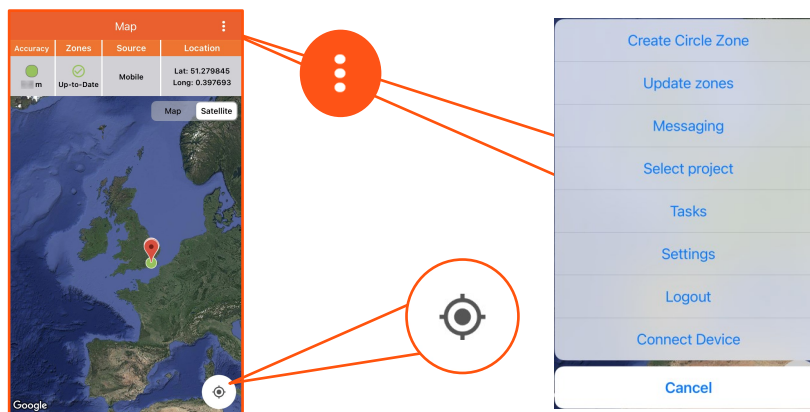 Map
Accuracy Zones Source Location
m Up-to-Date Mobile Lat: 51.279845
Long: 0.397693
Map Satellite
Google
Create Circle Zone
Update zones
Messaging
Select project
Tasks
Settings
Logout
Connect Device
Cancel